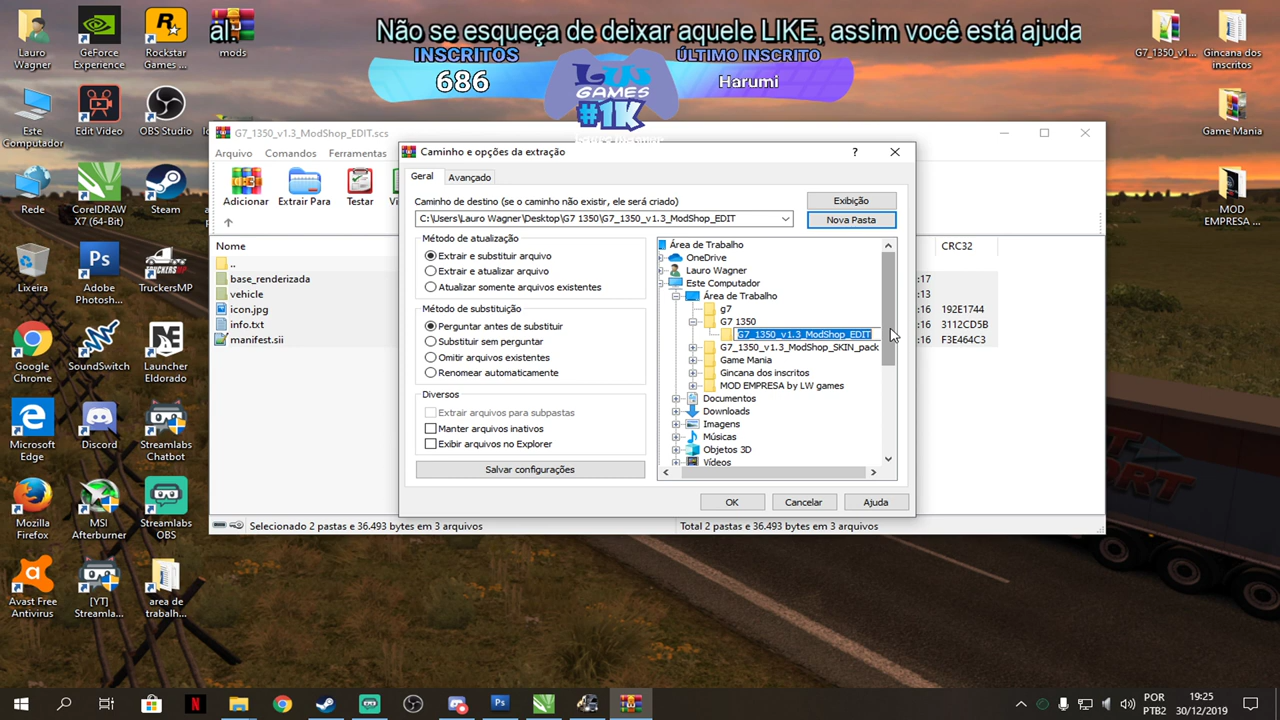 Não se esqueça de deixar aquele LIKE, assim você está ajuda
al.
INSCRITOS
686
LW
GAMES
#1K
ÚLTIMO INSCRITO
Harumi
Lauro
Wagner
GeForce
Experience
Rockstar
Games ...
mods
G7_1350_v1...
Gincana dos
inscritos
Este
Computador
Edit Video
OBS Studio
Game Mania
Rede
CorelDRAW
X7 (64-Bit)
Steam
MOD
EMPRESA ...
Lixeira
Adobe
Photosh...
TruckersMP
Google
Chrome
SoundSwitch
Launcher
Eldorado
Microsoft
Edge
Discord
Streamlabs
Chatbot
Mozilla
Firefox
MSI
Afterburner
Streamlabs
OBS
Avast Free
Antivirus
[YT]
Streamla...
area de
trabalh...
G7_1350_v1.3_ModShop_EDIT.scs
Arquivo Comandos Ferramentas
Adicionar
Extrair Para
Testar
Nome
CRC32
..
base_renderizada
:17
vehicle
:13
icon.jpg
:16 192E1744
info.txt
:16 3112CD5B
manifest.sii
:16 F3E464C3
Selecionado 2 pastas e 36.493 bytes em 3 arquivos
Total 2 pastas e 36.493 bytes em 3 arquivos
Caminho e opções da extração
?
Geral
Avançado
Caminho de destino (se o caminho não existir, ele será criado)
C:\Users\Lauro Wagner\Desktop\G7 1350\G7_1350_v1.3_ModShop_EDIT
Exibição
Nova Pasta
Método de atualização
Extrair e substituir arquivo
Extrair e atualizar arquivo
Atualizar somente arquivos existentes
Método de substituição
Perguntar antes de substituir
Substituir sem perguntar
Omitir arquivos existentes
Renomear automaticamente
Diversos
Extrair arquivos para subpastas
Manter arquivos inativos
Exibir arquivos no Explorer
Salvar configurações
Área de Trabalho
OneDrive
Lauro Wagner
Este Computador
Área de Trabalho
g7
G7 1350
G7_1350_v1.3_ModShop_EDIT
G7_1350_v1.3_ModShop_SKIN_pack
Game Mania
Gincana dos inscritos
MOD EMPRESA by LW games
Documentos
Downloads
Imagens
Músicas
Objetos 3D
Vídeos
OK
Cancelar
Ajuda
POR
PTB2
19:25
30/12/2019